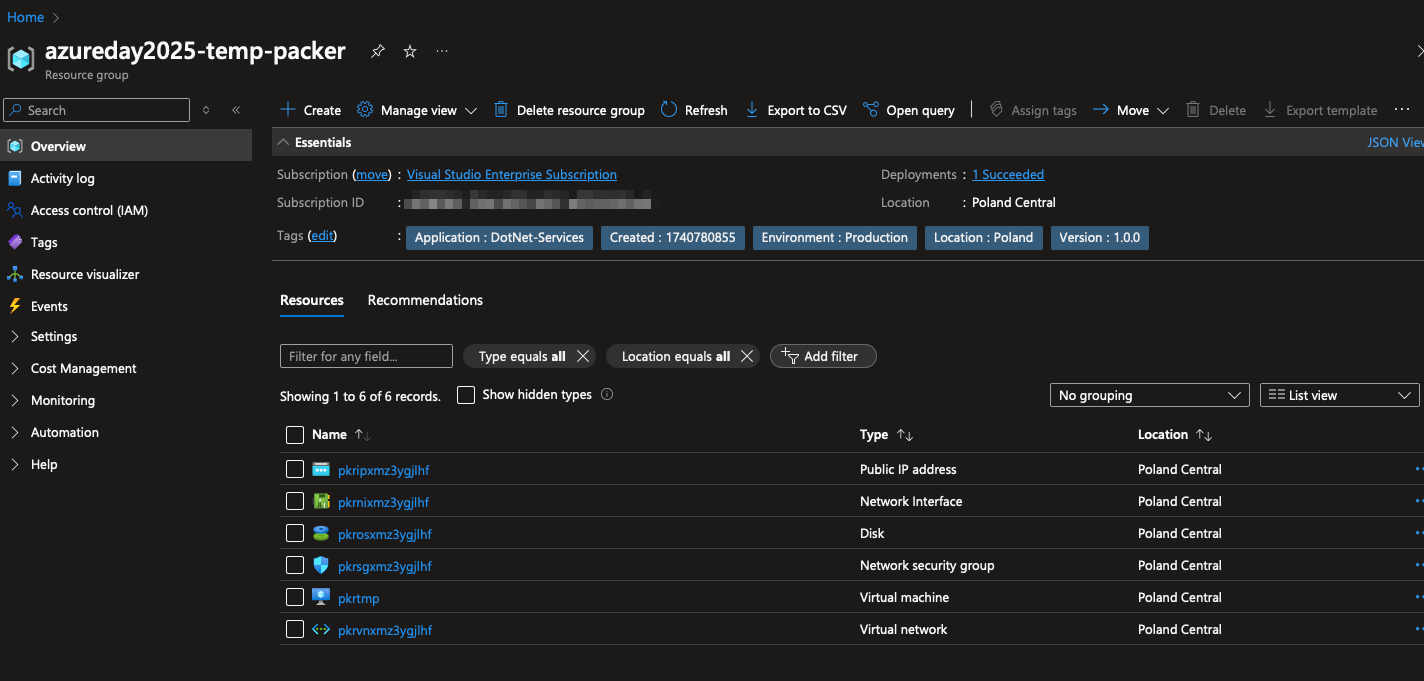 Home
azureday2025-temp-packer
Resource group
Search
Create Manage view Delete resource group Refresh Export to CSV Open query Assign tags Move Delete Export template
Overview
Activity log
Access control (IAM)
Tags
Resource visualizer
Events
Settings
Cost Management
Monitoring
Automation
Help
Essentials
JSON View
Subscription (move) : Visual Studio Enterprise Subscription
Deployments : 1 Succeeded
Subscription ID :
Location : Poland Central
Tags (edit) : Application : DotNet-Services Created : 1740780855 Environment : Production Location : Poland Version : 1.0.0
Resources Recommendations
Filter for any field... Type equals all Location equals all Add filter
Showing 1 to 6 of 6 records. Show hidden types No grouping List view
Name Type Location
pkripxmz3ygjlhf Public IP address Poland Central
pkrnixmz3ygjlhf Network Interface Poland Central
pkrosxmz3ygjlhf Disk Poland Central
pkrsgxmz3ygjlhf Network security group Poland Central
pkrtmp Virtual machine Poland Central
pkrvnxmz3ygjlhf Virtual network Poland Central